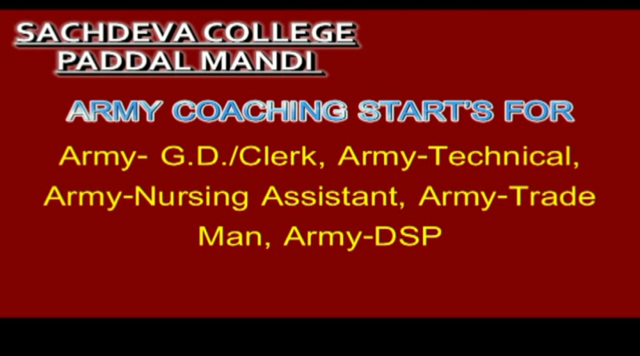 SACHDEVA COLLEGE
PADDAL MANDI
ARMY COACHING START'S FOR
Army- G.D./Clerk, Army-Technical,
Army-Nursing Assistant, Army-Trade
Man, Army-DSP